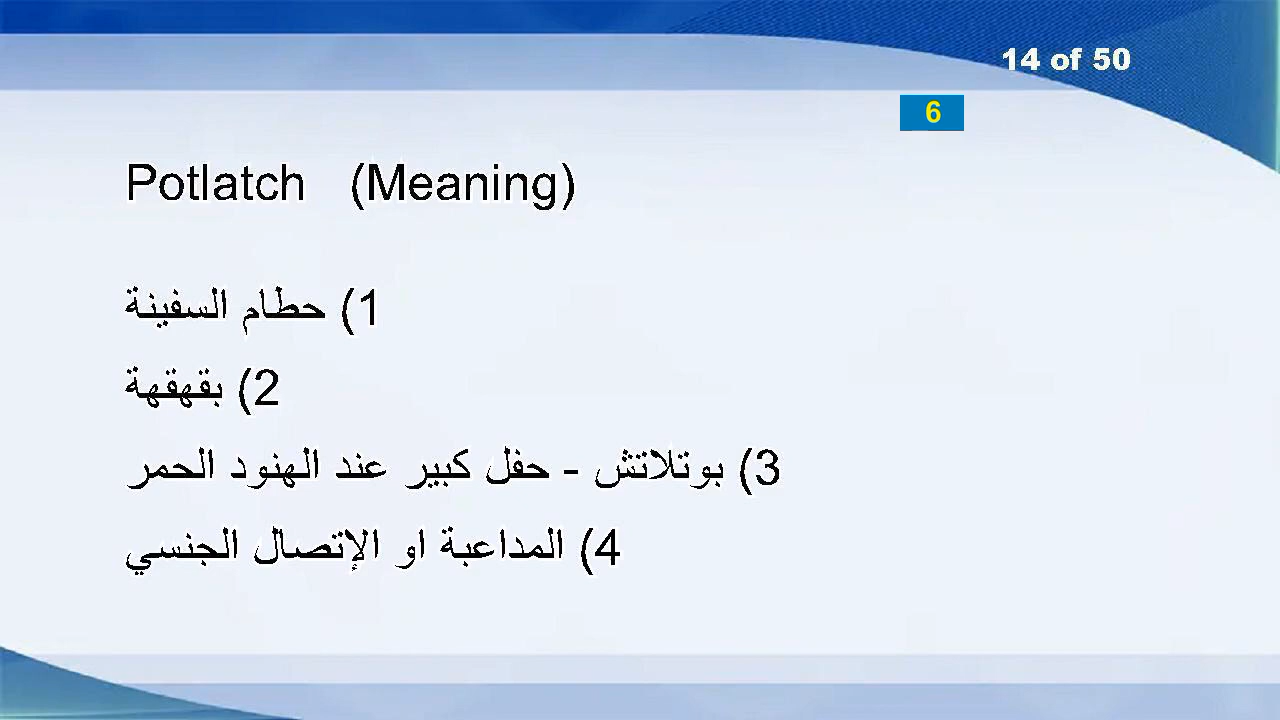 14 of 50
6
Potlatch (Meaning)
1) حطام السفينة
2) بقهقهة
3) بوتلاتش - حفل كبير عند الهنود الحمر
4) المداعبة او الإتصال الجنسي